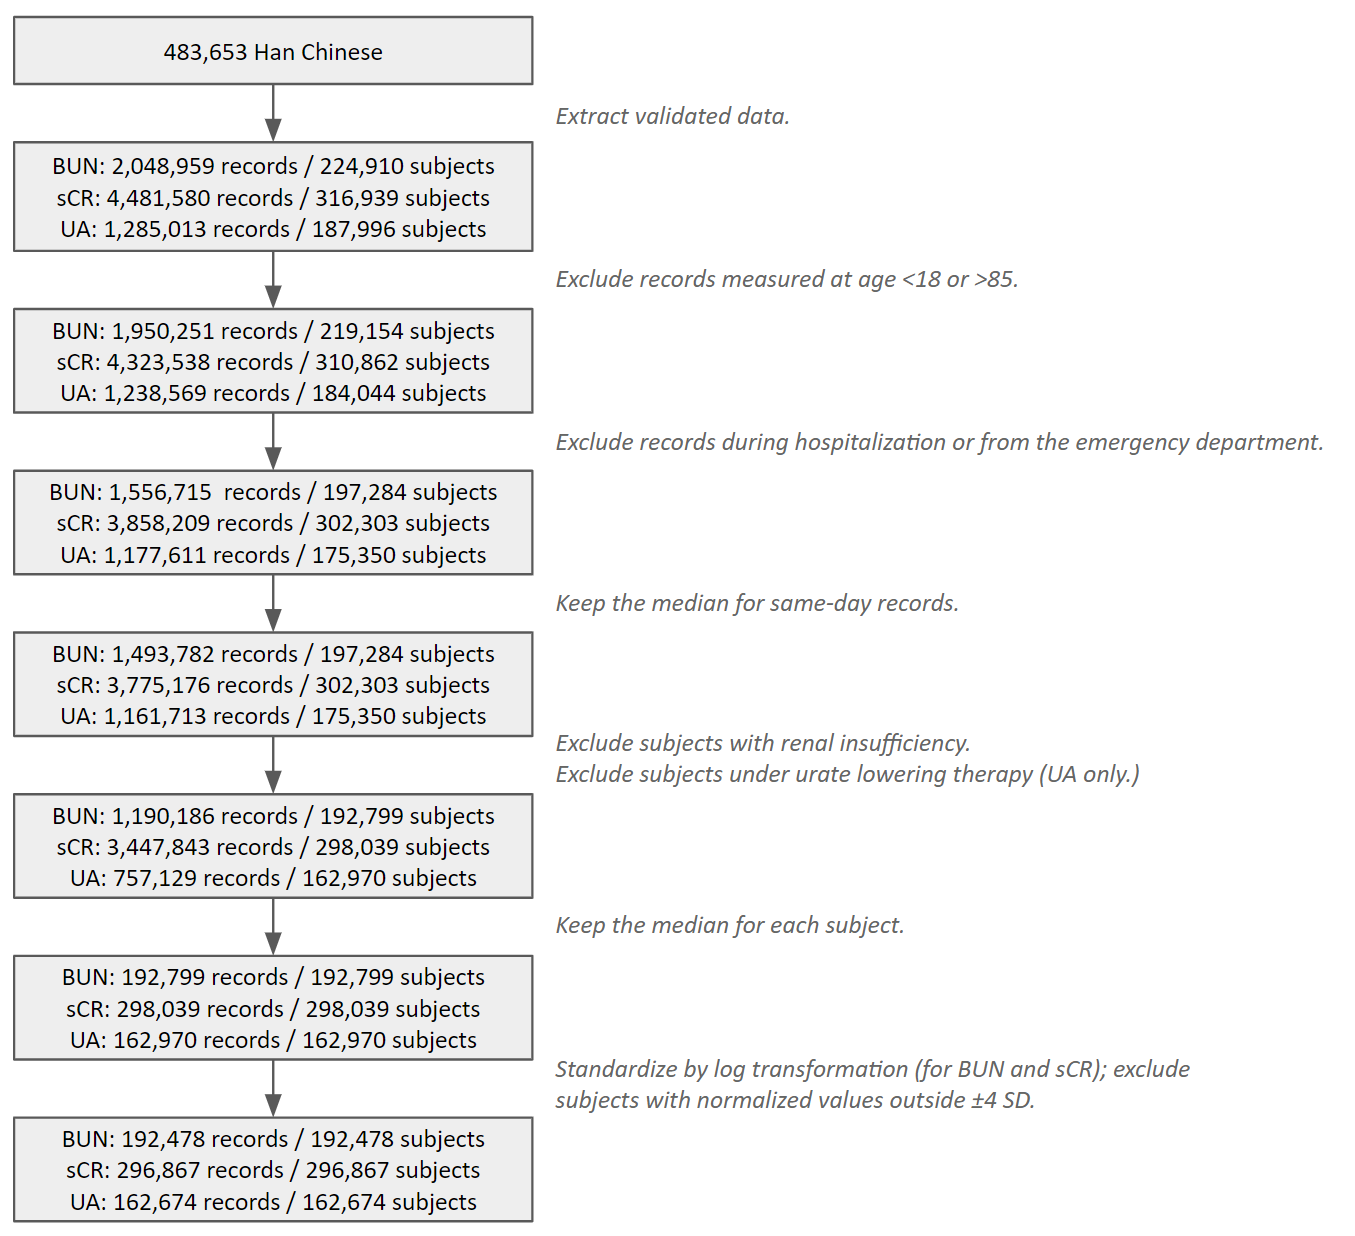 483,653 Han Chinese
Extract validated data.
BUN: 2,048,959 records / 224,910 subjects
sCR: 4,481,580 records / 316,939 subjects
UA: 1,285,013 records / 187,996 subjects
Exclude records measured at age <18 or >85.
BUN: 1,950,251 records / 219,154 subjects
sCR: 4,323,538 records / 310,862 subjects
UA: 1,238,569 records / 184,044 subjects
Exclude records during hospitalization or from the emergency department.
BUN: 1,556,715  records / 197,284 subjects
sCR: 3,858,209 records / 302,303 subjects
UA: 1,177,611 records / 175,350 subjects
Keep the median for same-day records.
BUN: 1,493,782 records / 197,284 subjects
sCR: 3,775,176 records / 302,303 subjects
UA: 1,161,713 records / 175,350 subjects
Exclude subjects with renal insufficiency.
Exclude subjects under urate lowering therapy (UA only.)
BUN: 1,190,186 records / 192,799 subjects
sCR: 3,447,843 records / 298,039 subjects
UA: 757,129 records / 162,970 subjects
Keep the median for each subject.
BUN: 192,799 records / 192,799 subjects
sCR: 298,039 records / 298,039 subjects
UA: 162,970 records / 162,970 subjects
Standardize by log transformation (for BUN and sCR); exclude
subjects with normalized values outside ±4 SD.
BUN: 192,478 records / 192,478 subjects
sCR: 296,867 records / 296,867 subjects
UA: 162,674 records / 162,674 subjects